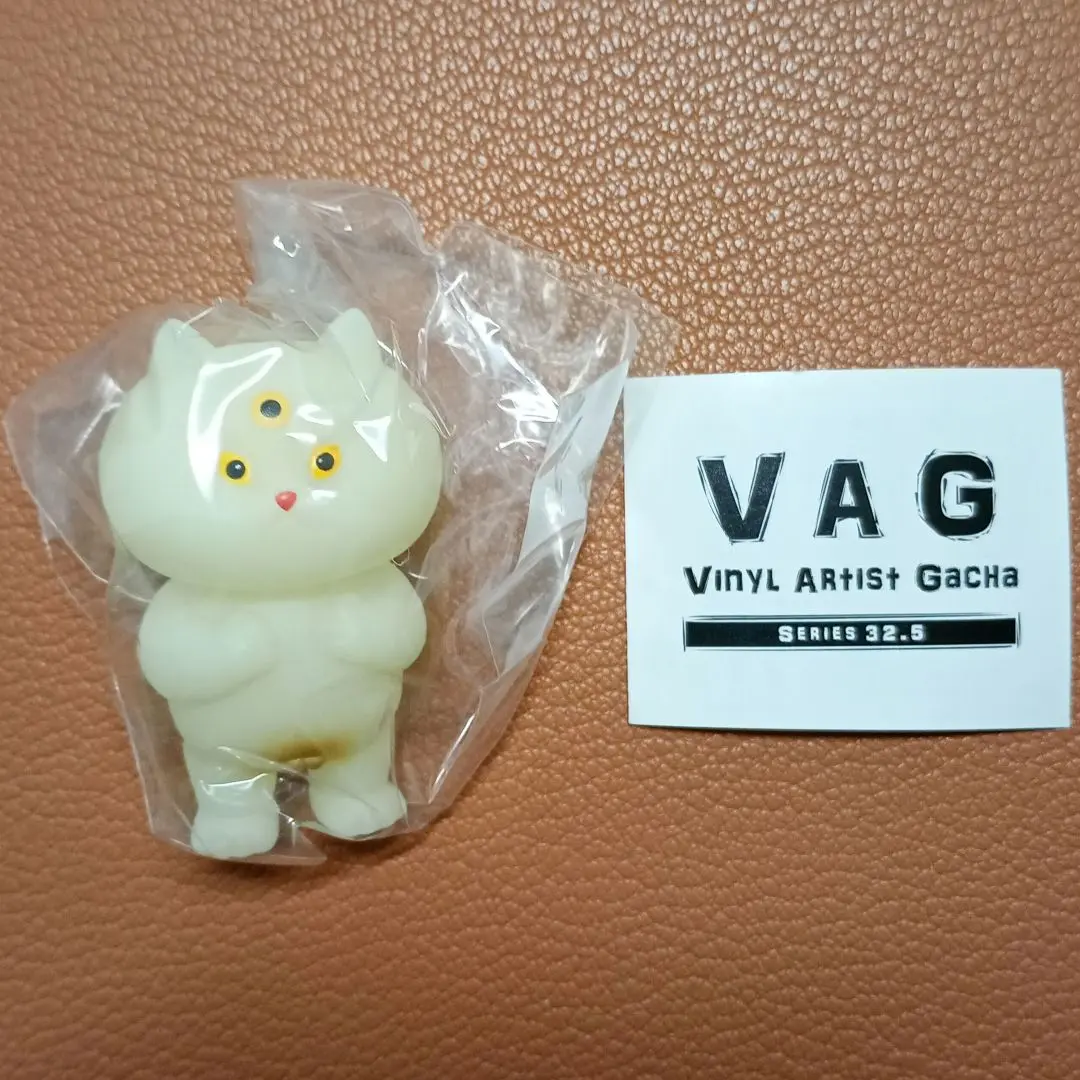 VAG
Vinyl Artist Gacha
Series 32.5